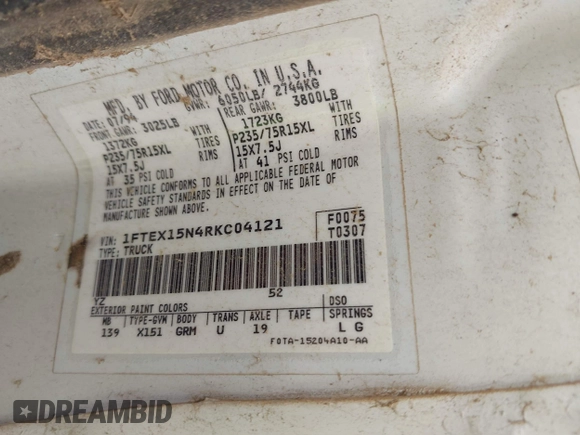 MFD. BY FORD MOTOR CO. IN U.S.A.
DATE: 07/94 GVWR: 6050LB/ 2744KG
FRONT GAWR: 3025LB REAR GAWR: 3800LB
1372KG WITH 1723KG WITH
P235/75R15XL TIRES P235/75R15XL TIRES
15X7.5J RIMS 15X7.5J RIMS
AT 35 PSI COLD AT 41 PSI COLD
THIS VEHICLE CONFORMS TO ALL APPLICABLE FEDERAL MOTOR
VEHICLE SAFETY STANDARDS IN EFFECT ON THE DATE OF
MANUFACTURE SHOWN ABOVE.
VIN: 1FTEX15N4RKC04121 F0075
TYPE: TRUCK T0307
YZ 52
EXTERIOR PAINT COLORS DSO
WB TYPE-GVM BODY TRANS AXLE TAPE SPRINGS
139 X151 GRM U 19 L G
F0TA-15204A10-AA
DREAMBID